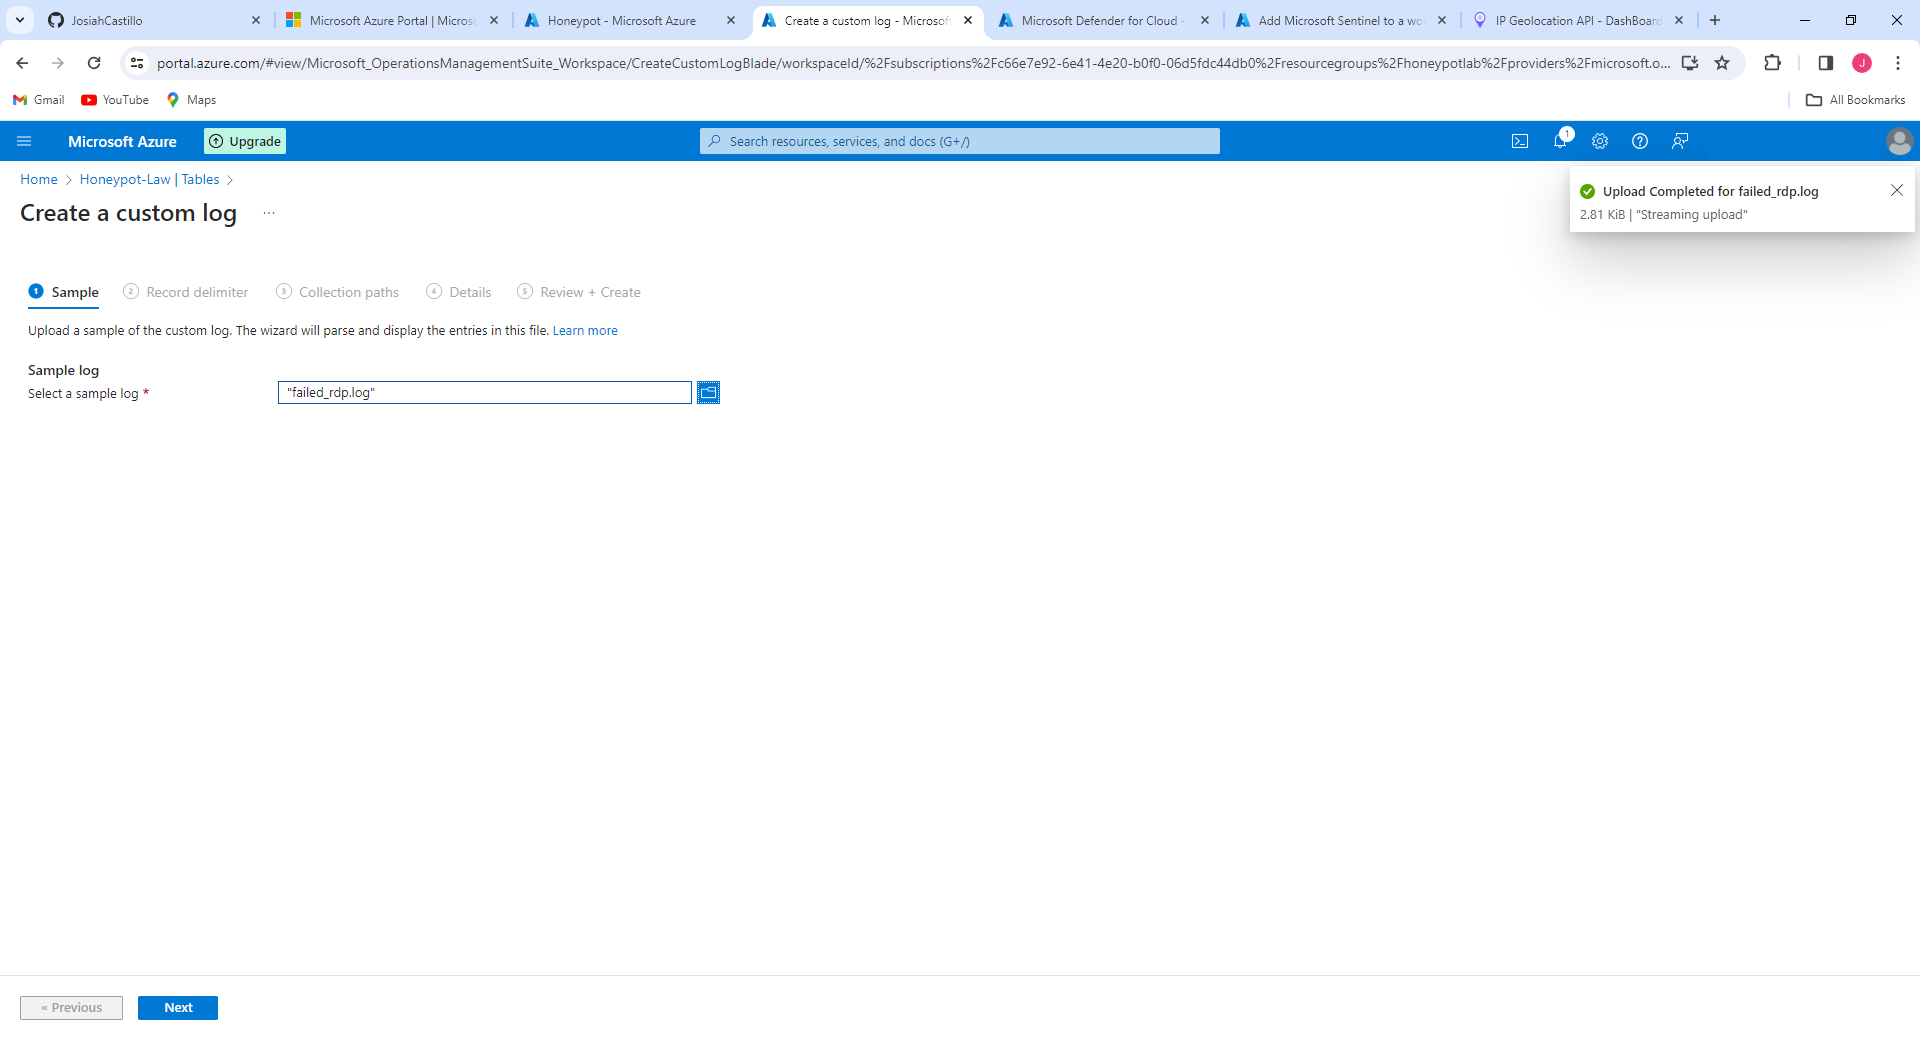 JosiahCastillo
Microsoft Azure Portal | Microso
Honeypot - Microsoft Azure
Create a custom log - Microsoft
Microsoft Defender for Cloud -
Add Microsoft Sentinel to a wo
IP Geolocation API - DashBoard
portal.azure.com/#view/Microsoft_OperationsManagementSuite_Workspace/CreateCustomLogBlade/workspaceId/%2Fsubscriptions%2Fc66e7e92-6e41-4e20-b0f0-06d5fdc44db0%2Fresourcegroups%2Fhoneypotlab%2Fproviders%2Fmicrosoft.o...
J
Gmail
YouTube
Maps
All Bookmarks
Microsoft Azure
Upgrade
Search resources, services, and docs (G+/)
1
Home > Honeypot-Law | Tables >
Create a custom log ...
Upload Completed for failed_rdp.log
2.81 KiB | "Streaming upload"
1 Sample
2 Record delimiter
3 Collection paths
4 Details
5 Review + Create
Upload a sample of the custom log. The wizard will parse and display the entries in this file. Learn more
Sample log
Select a sample log *
"failed_rdp.log"
« Previous
Next